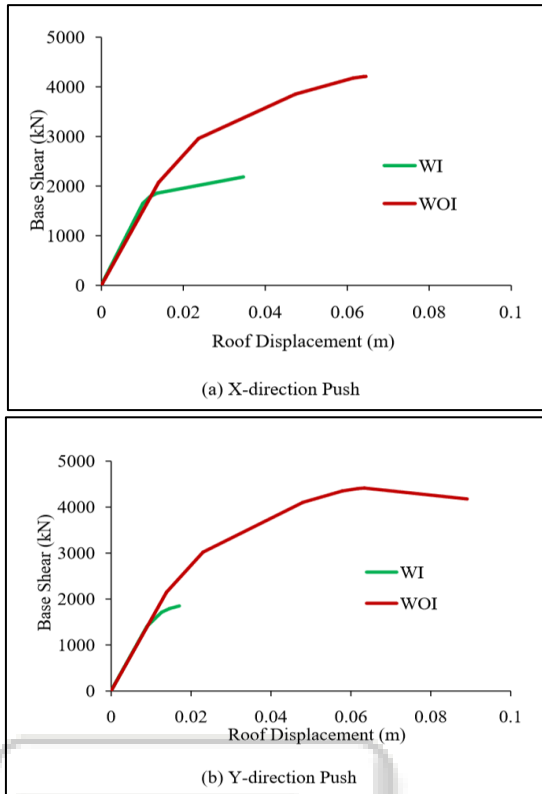 5000
4000
3000
2000
1000
0
Base Shear (kN)
WI
WOI
0 0.02 0.04 0.06 0.08 0.1
Roof Displacement (m)
(a) X-direction Push
5000
4000
3000
2000
1000
0
Base Shear (kN)
WI
WOI
0 0.02 0.04 0.06 0.08 0.1
Roof Displacement (m)
(b) Y-direction Push